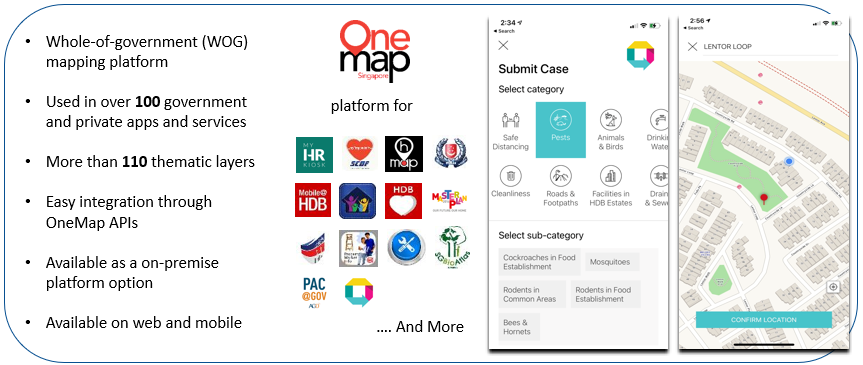 Whole-of-government (WOG)
mapping platform
Used in over 100 government
and private apps and services
More than 110 thematic layers
Easy integration through
OneMap APIs
Available as a on-premise
platform option
Available on web and mobile
One
map
Singapore
platform for
MY
HR
KIOSK
SCDF
h
map
Mobile@
HDB
HDB
MASTER
PLAN
SGBioAtlas
PAC
@GOV
.... And More
2:34
Search
Submit Case
Select category
Safe
Distancing
Pests
Animals
& Birds
Drinki
Wate
Cleanliness
Roads &
Footpaths
Facilities in
HDB Estates
Drain
& Sewe
Select sub-category
Cockroaches in Food
Establishment
Mosquitoes
Rodents in
Common Areas
Rodents in Food
Establishment
Bees &
Hornets
2:56
Search
LENTOR LOOP
CONFIRM LOCATION